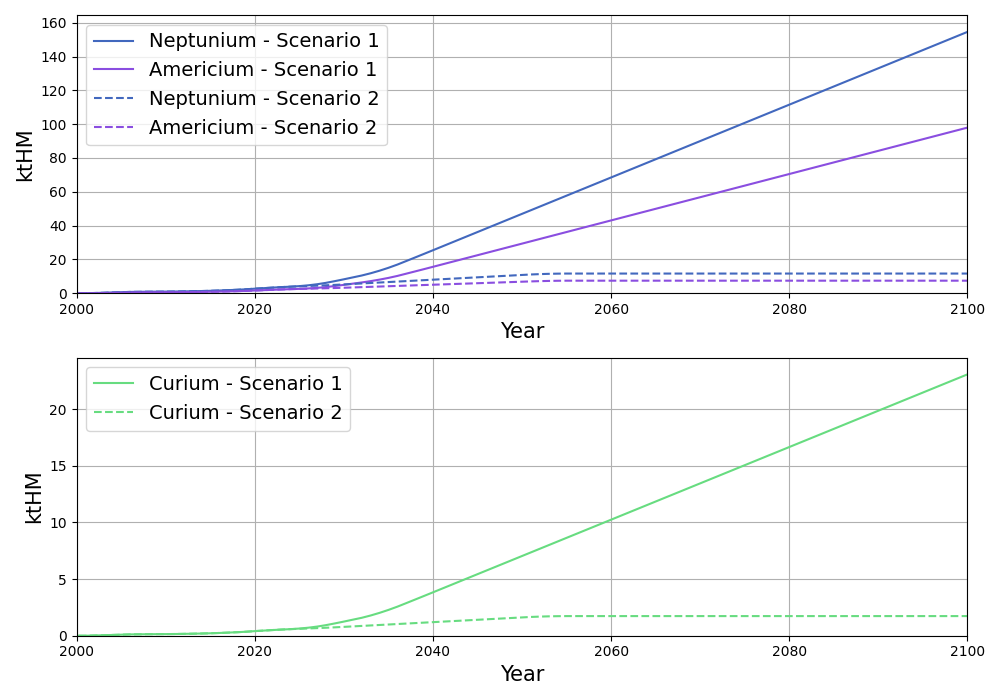 160
140
120
100
80
60
40
20
0
ktHM
Neptunium - Scenario 1
Americium - Scenario 1
Neptunium - Scenario 2
Americium - Scenario 2
2000 2020 2040 2060 2080 2100
Year
20
15
10
5
0
ktHM
Curium - Scenario 1
Curium - Scenario 2
2000 2020 2040 2060 2080 2100
Year